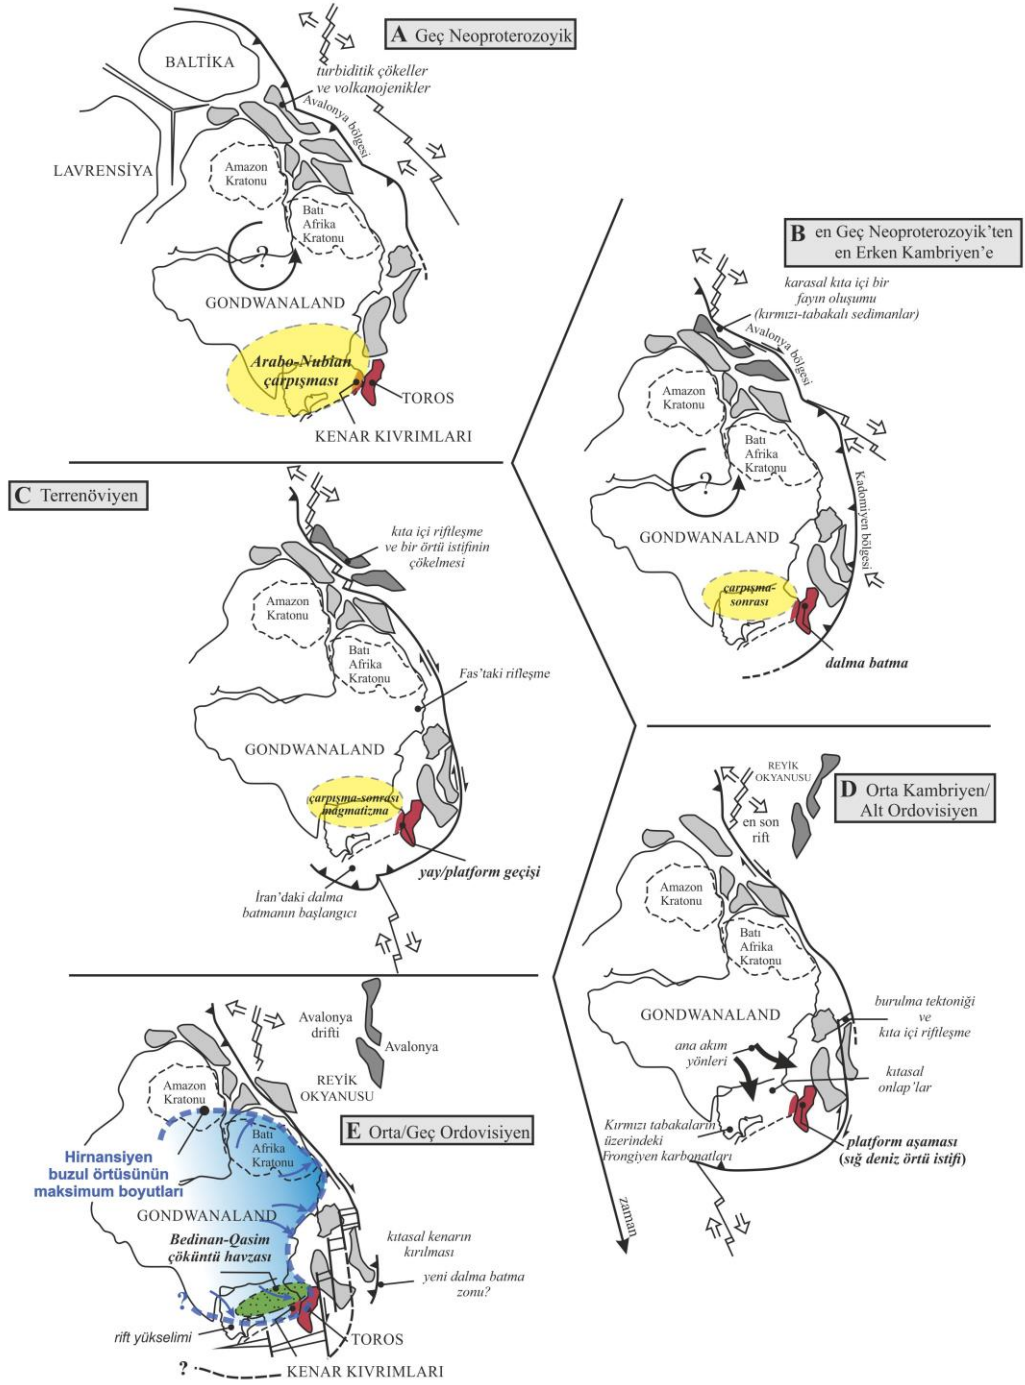 A Geç Neoproterozoyik
BALTİKA
turbiditik çökeller
ve volkanojenikler
Avalonya bölgesi
LAVRENSİYA
Amazon
Kratonu
Batı
Afrika
Kratonu
?
GONDWANALAND
Arabo-Nubian
çarpışması
TOROS
KENAR KIVRIMLARI
B en Geç Neoproterozoyik'ten
en Erken Kambriyen'e
karasal kıta içi bir
fayın oluşumu
(kırmızı-tabakalı sedimanlar)
Avalonya bölgesi
Amazon
Kratonu
Batı
Afrika
Kratonu
?
Kadomiyen bölgesi
GONDWANALAND
çarpışma-
sonrası
dalma batma
C Terrenöviyen
kıta içi riftleşme
ve bir örtü istifinin
çökelmesi
Amazon
Kratonu
Batı
Afrika
Kratonu
Fas'taki rifleşme
GONDWANALAND
çarpışma-sonrası
magmatizma
yay/platform geçişi
İran'daki dalma
batmanın başlangıcı
D Orta Kambriyen/
Alt Ordovisiyen
REYİK
OKYANUSU
en son
rift
Amazon
Kratonu
Batı
Afrika
Kratonu
GONDWANALAND
burulma tektoniği
ve
kıta içi riftleşme
ana akım
yönleri
kıtasal
onlap'lar
Kırmızı tabakaların
üzerindeki
Frongiyen karbonatları
platform aşaması
(sığ deniz örtü istifi)
zaman
E Orta/Geç Ordovisiyen
Avalonya
drifti
Avalonya
REYİK
OKYANUSU
Amazon
Kratonu
Batı
Afrika
Kratonu
Hirnansiyen
buzul örtüsünün
maksimum boyutları
GONDWANALAND
Bedinan-Qasim
çöküntü havzası
kıtasal kenarın
kırılması
yeni dalma batma
zonu?
?
rift yükselimi
TOROS
?
KENAR KIVRIMLARI